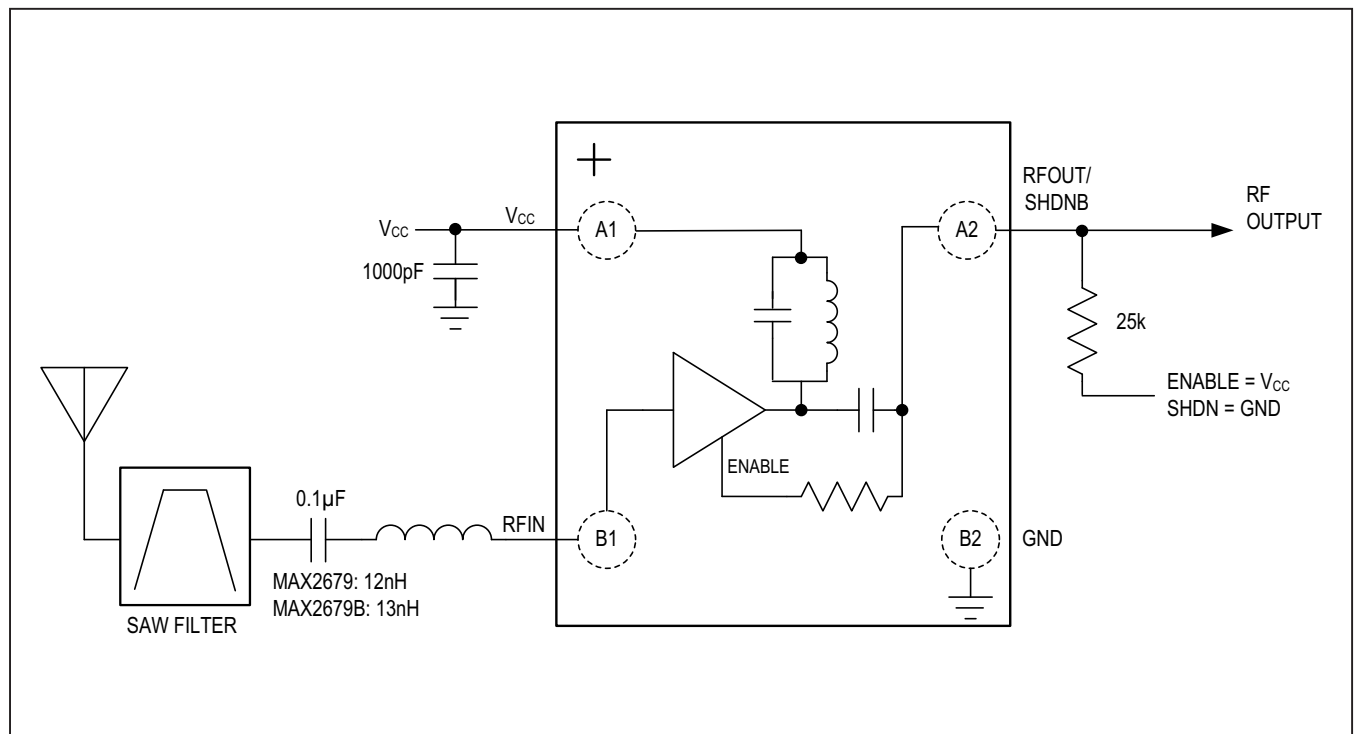 RFOUT/
SHDNB
RF
OUTPUT
VCC
VCC
A1
A2
1000pF
25k
ENABLE = VCC
SHDN = GND
ENABLE
0.1µF
RFIN
B1
B2
GND
MAX2679: 12nH
MAX2679B: 13nH
SAW FILTER